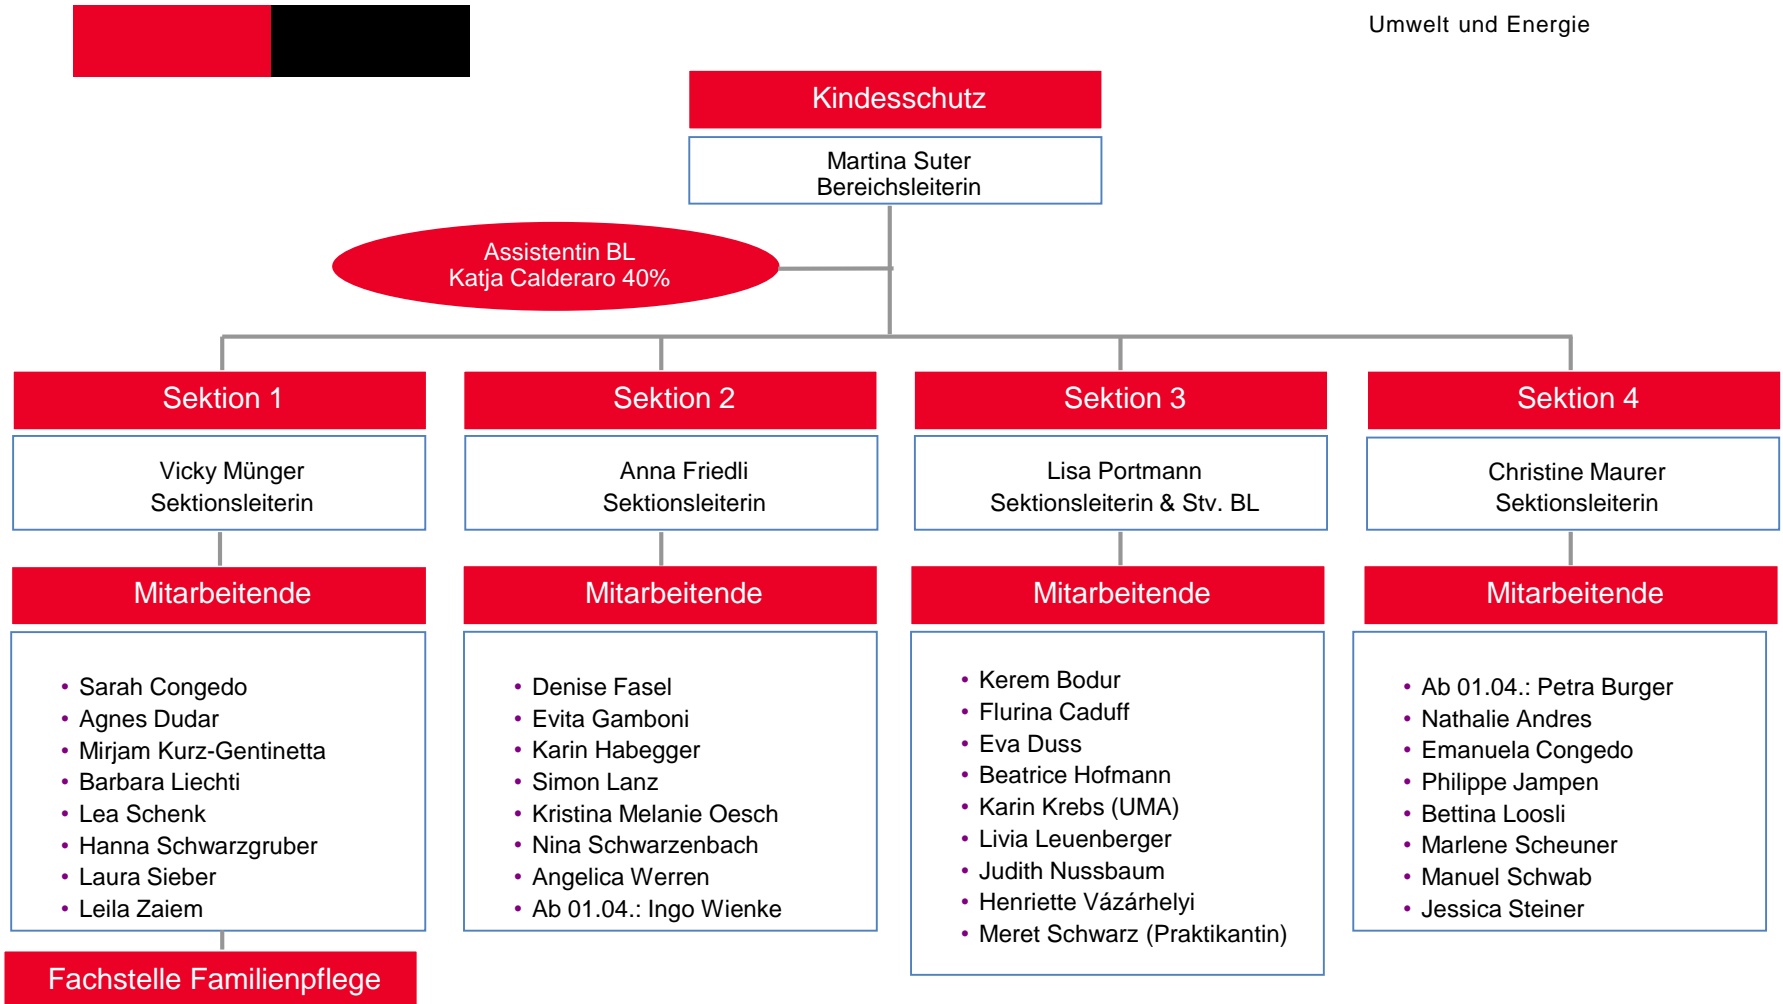 Umwelt und Energie
Kindesschutz
Martina Suter
Bereichsleiterin
Assistentin BL
Katja Calderaro 40%
Sektion 1
Vicky Münger
Sektionsleiterin
Mitarbeitende
• Sarah Congedo
• Agnes Dudar
• Mirjam Kurz-Gentinetta
• Barbara Liechti
• Lea Schenk
• Hanna Schwarzgruber
• Laura Sieber
• Leila Zaiem
Fachstelle Familienpflege
Sektion 2
Anna Friedli
Sektionsleiterin
Mitarbeitende
• Denise Fasel
• Evita Gamboni
• Karin Habegger
• Simon Lanz
• Kristina Melanie Oesch
• Nina Schwarzenbach
• Angelica Werren
• Ab 01.04.: Ingo Wienke
Sektion 3
Lisa Portmann
Sektionsleiterin & Stv. BL
Mitarbeitende
• Kerem Bodur
• Flurina Caduff
• Eva Duss
• Beatrice Hofmann
• Karin Krebs (UMA)
• Livia Leuenberger
• Judith Nussbaum
• Henriette Vázárhelyi
• Meret Schwarz (Praktikantin)
Sektion 4
Christine Maurer
Sektionsleiterin
Mitarbeitende
• Ab 01.04.: Petra Burger
• Nathalie Andres
• Emanuela Congedo
• Philippe Jampen
• Bettina Loosli
• Marlene Scheuner
• Manuel Schwab
• Jessica Steiner